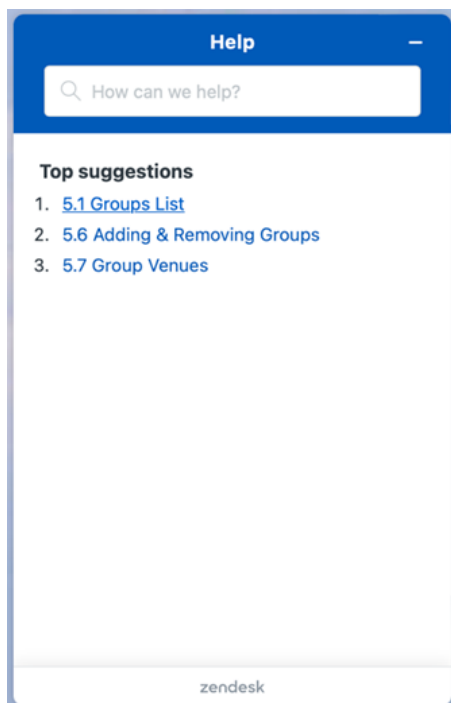 Help
How can we help?
Top suggestions
1. 5.1 Groups List
2. 5.6 Adding & Removing Groups
3. 5.7 Group Venues
zendesk